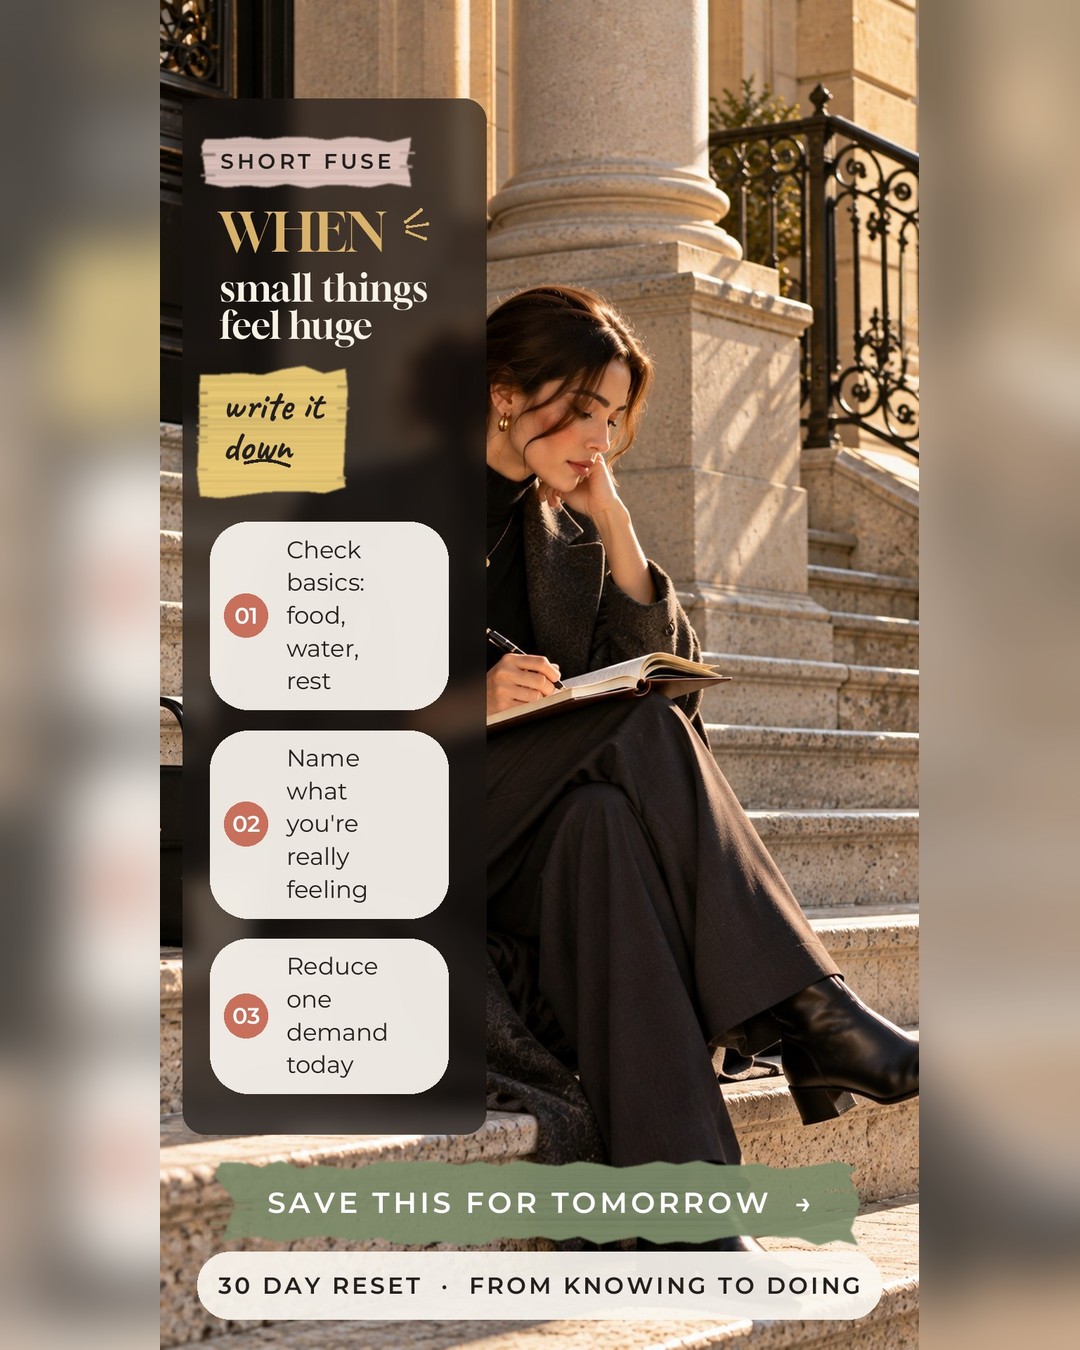 SHORT FUSE
WHEN
small things
feel huge
write it
down
01
Check
basics:
food,
water,
rest
02
Name
what
you're
really
feeling
03
Reduce
one
demand
today
SAVE THIS FOR TOMORROW →
30 DAY RESET · FROM KNOWING TO DOING